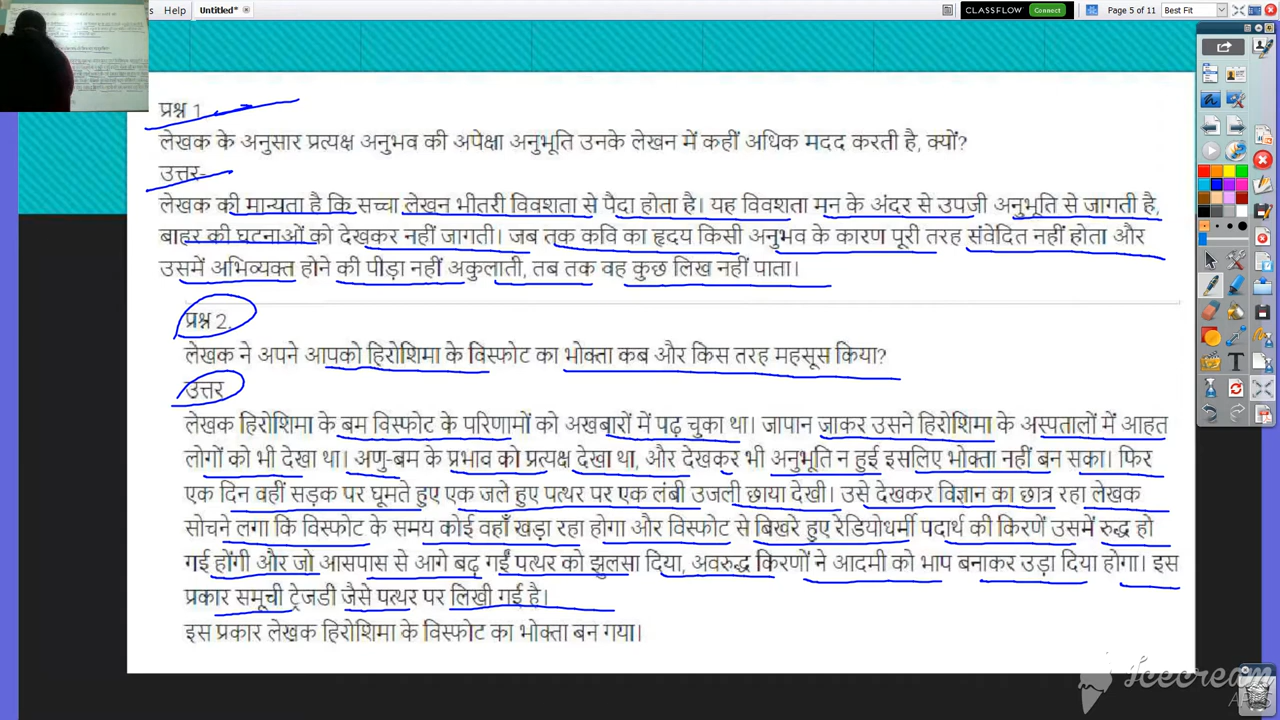 s Help Untitled* CLASSFLOW Connect Page 5 of 11 Best Fit
प्रश्न 1
लेखक के अनुसार प्रत्यक्ष अनुभव की अपेक्षा अनुभूति उनके लेखन में कहीं अधिक मदद करती है, क्यों?
उत्तर-
लेखक की मान्यता है कि सच्चा लेखन भीतरी विवशता से पैदा होता है। यह विवशता मन के अंदर से उपजी अनुभूति से जागती है,
बाहर की घटनाओं को देखकर नहीं जागती। जब तक कवि का हृदय किसी अनुभव के कारण पूरी तरह संवेदित नहीं होता और
उसमें अभिव्यक्त होने की पीड़ा नहीं अकुलाती, तब तक वह कुछ लिख नहीं पाता।
प्रश्न 2.
लेखक ने अपने आपको हिरोशिमा के विस्फोट का भोक्ता कब और किस तरह महसूस किया?
उत्तर
लेखक हिरोशिमा के बम विस्फोट के परिणामों को अखबारों में पढ़ चुका था। जापान जाकर उसने हिरोशिमा के अस्पतालों में आहत
लोगों को भी देखा था। अणु-बम के प्रभाव को प्रत्यक्ष देखा था, और देखकर भी अनुभूति न हुई इसलिए भोक्ता नहीं बन सका। फिर
एक दिन वहीं सड़क पर घूमते हुए एक जले हुए पत्थर पर एक लंबी उजली छाया देखी। उसे देखकर विज्ञान का छात्र रहा लेखक
सोचने लगा कि विस्फोट के समय कोई वहाँ खड़ा रहा होगा और विस्फोट से बिखरे हुए रेडियोधर्मी पदार्थ की किरणें उसमें रुद्ध हो
गई होंगी और जो आसपास से आगे बढ़ गईं पत्थर को झुलसा दिया, अवरुद्ध किरणों ने आदमी को भाप बनाकर उड़ा दिया होगा। इस
प्रकार समूची ट्रेजडी जैसे पत्थर पर लिखी गई है।
इस प्रकार लेखक हिरोशिमा के विस्फोट का भोक्ता बन गया।
Icecream
APPS